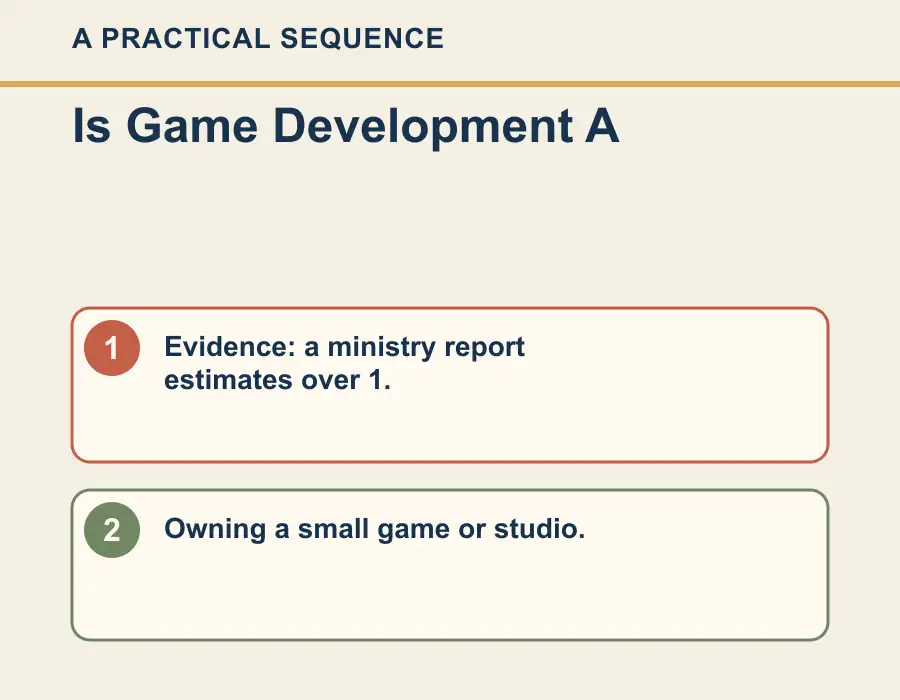 A PRACTICAL SEQUENCE
Is Game Development A
1
Evidence: a ministry report
estimates over 1.
2
Owning a small game or studio.